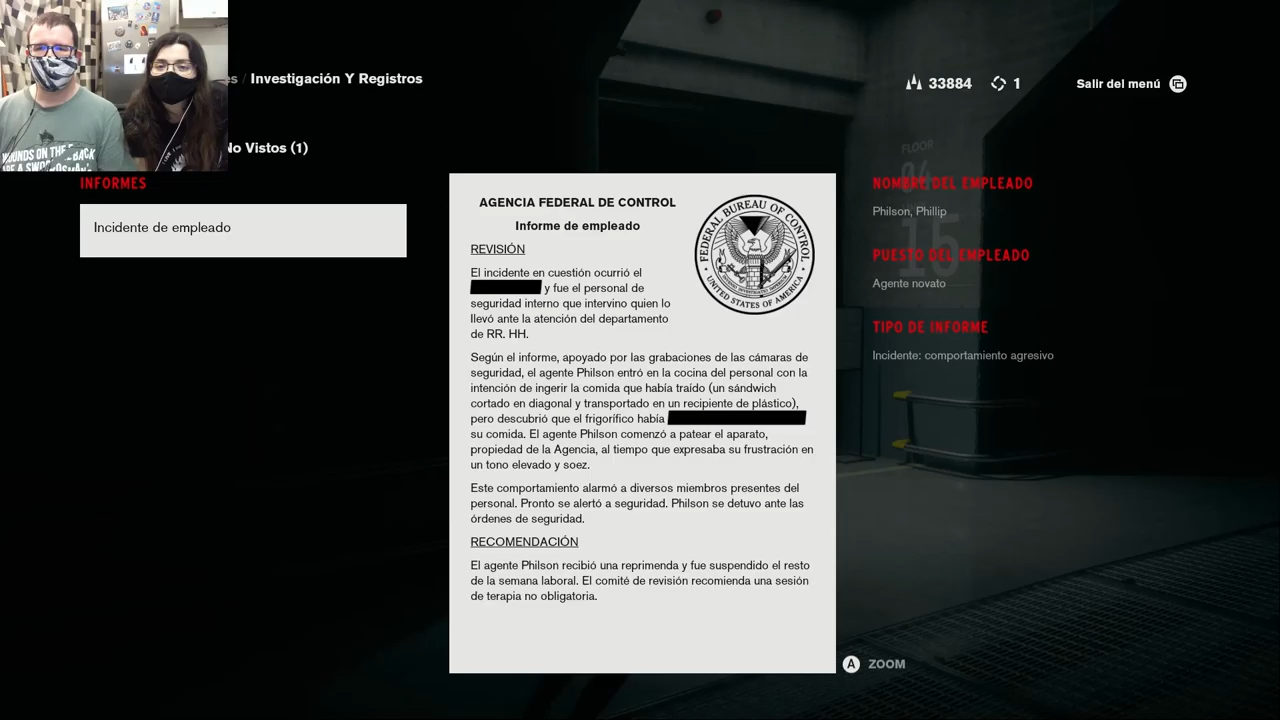 es / Investigación Y Registros
33884
1
Salir del menú
No Vistos (1)
INFORMES
Incidente de empleado
AGENCIA FEDERAL DE CONTROL
Informe de empleado
FEDERAL BUREAU OF CONTROL
UNITED STATES OF AMERICA
REVISIÓN
El incidente en cuestión ocurrió el
y fue el personal de
seguridad interno que intervino quien lo
llevó ante la atención del departamento
de RR. HH.
Según el informe, apoyado por las grabaciones de las cámaras de
seguridad, el agente Philson entró en la cocina del personal con la
intención de ingerir la comida que había traído (un sándwich
cortado en diagonal y transportado en un recipiente de plástico),
pero descubrió que el frigorífico había
su comida. El agente Philson comenzó a patear el aparato,
propiedad de la Agencia, al tiempo que expresaba su frustración en
un tono elevado y soez.
Este comportamiento alarmó a diversos miembros presentes del
personal. Pronto se alertó a seguridad. Philson se detuvo ante las
órdenes de seguridad.
RECOMENDACIÓN
El agente Philson recibió una reprimenda y fue suspendido el resto
de la semana laboral. El comité de revisión recomienda una sesión
de terapia no obligatoria.
FLOOR
04
15
NOMBRE DEL EMPLEADO
Philson, Phillip
PUESTO DEL EMPLEADO
Agente novato
TIPO DE INFORME
Incidente: comportamiento agresivo
A ZOOM